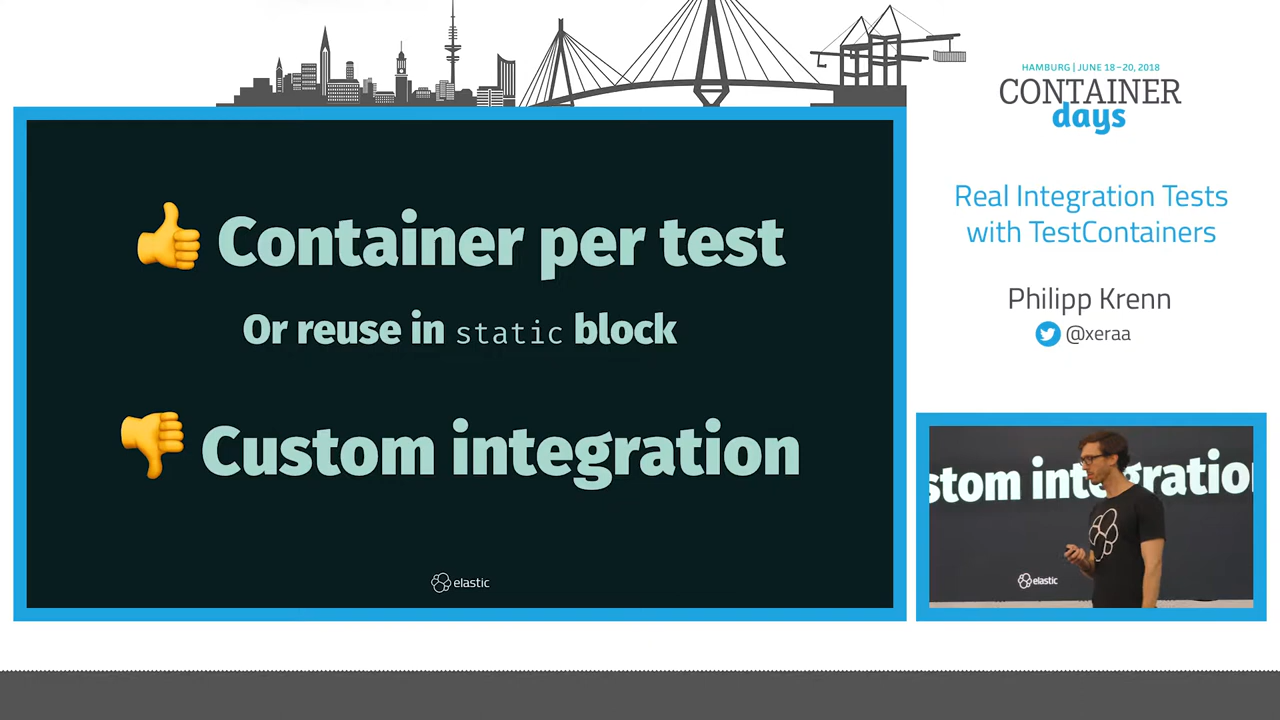 HAMBURG | JUNE 18–20, 2018
CONTAINER
days
👍 Container per test
Or reuse in static block
👎 Custom integration
elastic
Real Integration Tests
with TestContainers
Philipp Krenn
@xeraa
stom integration
elastic